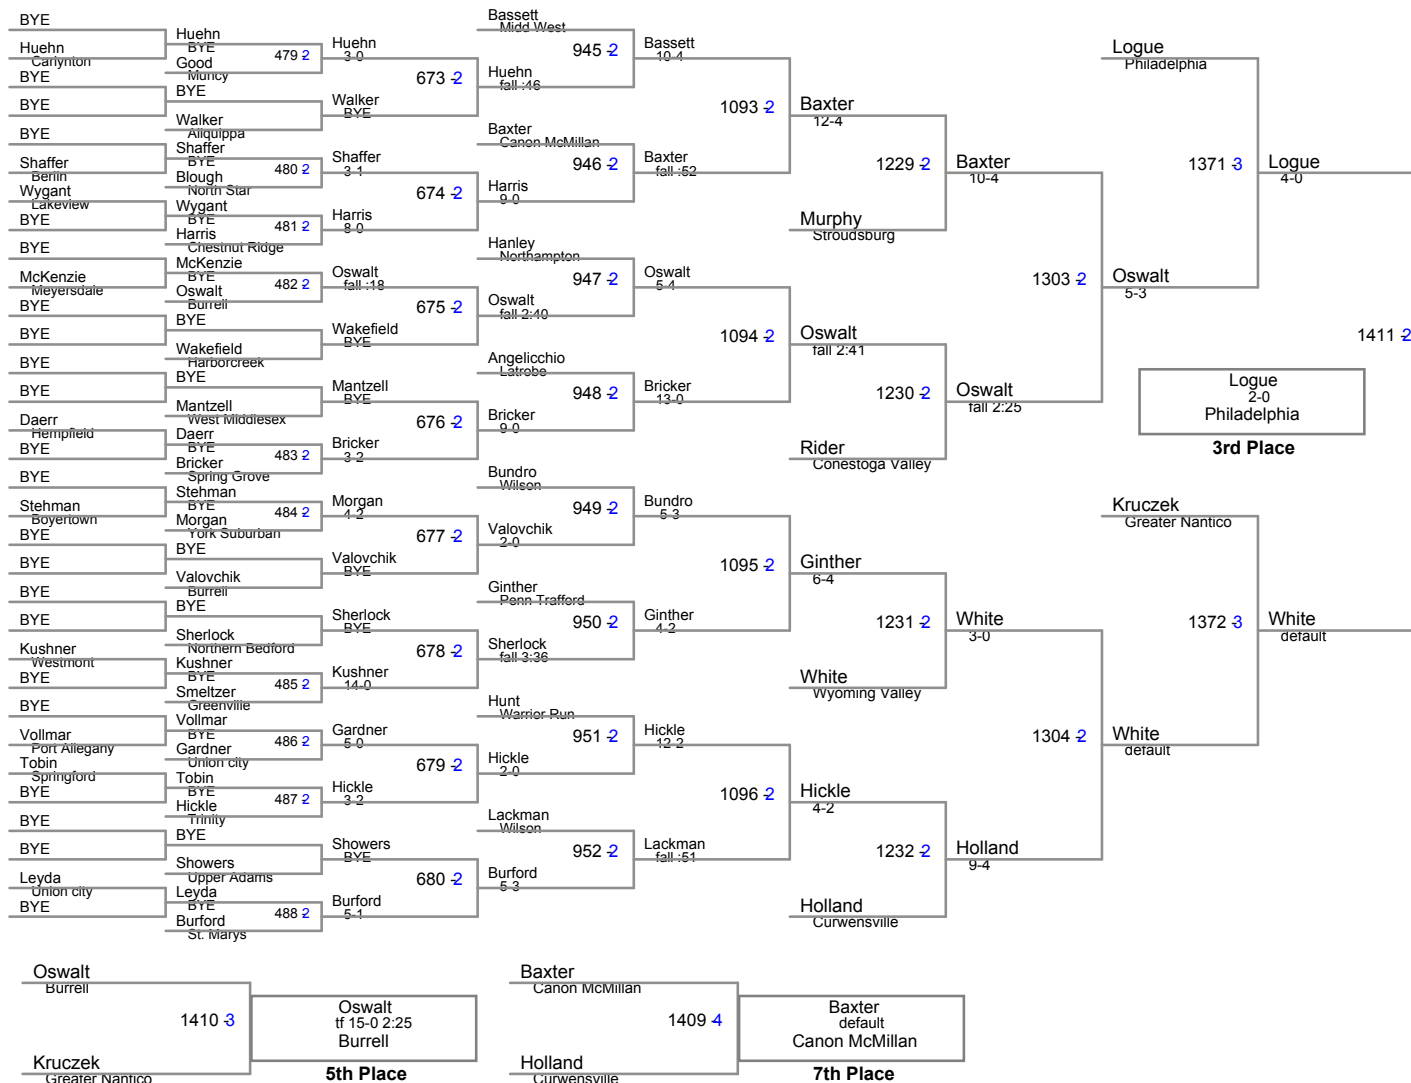 BYE
Huehn
Carlynton
BYE
BYE
BYE
Shaffer
Berlin
Wygant
Lakeview
BYE
BYE
McKenzie
Meyersdale
BYE
BYE
BYE
BYE
Daerr
Hempfield
BYE
BYE
Stehman
Boyertown
BYE
BYE
BYE
BYE
Kushner
Westmont
BYE
BYE
Vollmar
Port Allegany
Tobin
Springford
BYE
BYE
BYE
Leyda
Union city
BYE
Huehn
BYE
479-2
Good
Muncy
BYE
Walker
Aliquippa
Shaffer
BYE
480-2
Blough
North Star
Wygant
BYE
481-2
Harris
Chestnut Ridge
McKenzie
BYE
482-2
Oswalt
Burrell
BYE
Wakefield
Harborcreek
BYE
Mantzell
West Middlesex
Daerr
BYE
483-2
Bricker
Spring Grove
Stehman
BYE
484-2
Morgan
York Suburban
BYE
Valovchik
Burrell
BYE
Sherlock
Northern Bedford
Kushner
BYE
485-2
Smeltzer
Greenville
Vollmar
BYE
486-2
Gardner
Union city
Tobin
BYE
487-2
Hickle
Trinity
BYE
Showers
Upper Adams
Leyda
BYE
488-2
Burford
St. Marys
Huehn
3-0
673-2
Walker
BYE
Shaffer
3-1
674-2
Harris
8-0
Oswalt
fall :18
675-2
Wakefield
BYE
Mantzell
BYE
676-2
Bricker
3-2
Morgan
4-2
677-2
Valovchik
BYE
Sherlock
BYE
678-2
Kushner
14-0
Gardner
5-0
679-2
Hickle
3-2
Showers
BYE
680-2
Burford
5-1
Bassett
Midd West
945-2
Huehn
fall :46
Baxter
Canon McMillan
946-2
Harris
9-0
Hanley
Northampton
947-2
Oswalt
fall 2:40
Angelicchio
Latrobe
948-2
Bricker
9-0
Bundro
Wilson
949-2
Valovchik
2-0
Ginther
Penn Trafford
950-2
Sherlock
fall 3:36
Hunt
Warrior Run
951-2
Hickle
2-0
Lackman
Wilson
952-2
Burford
5-3
Bassett
10-4
1093-2
Baxter
fall :52
Oswalt
5-4
1094-2
Bricker
13-0
Bundro
5-3
1095-2
Ginther
4-2
Hickle
12-2
1096-2
Lackman
fall :51
Baxter
12-4
1229-2
Murphy
Stroudsburg
Oswalt
fall 2:41
1230-2
Rider
Conestoga Valley
Ginther
6-4
1231-2
White
Wyoming Valley
Hickle
4-2
1232-2
Holland
Curwensville
Baxter
10-4
1303-2
Oswalt
fall 2:25
White
3-0
1304-2
Holland
9-4
Logue
Philadelphia
1371-3
Oswalt
5-3
Kruczek
Greater Nantico
1372-3
White
default
Logue
4-0
1411-2
White
default
Logue
2-0
Philadelphia
3rd Place
Oswalt
Burrell
1410-3
Kruczek
Greater Nantico
Oswalt
tf 15-0 2:25
Burrell
5th Place
Baxter
Canon McMillan
1409-4
Holland
Curwensville
Baxter
default
Canon McMillan
7th Place